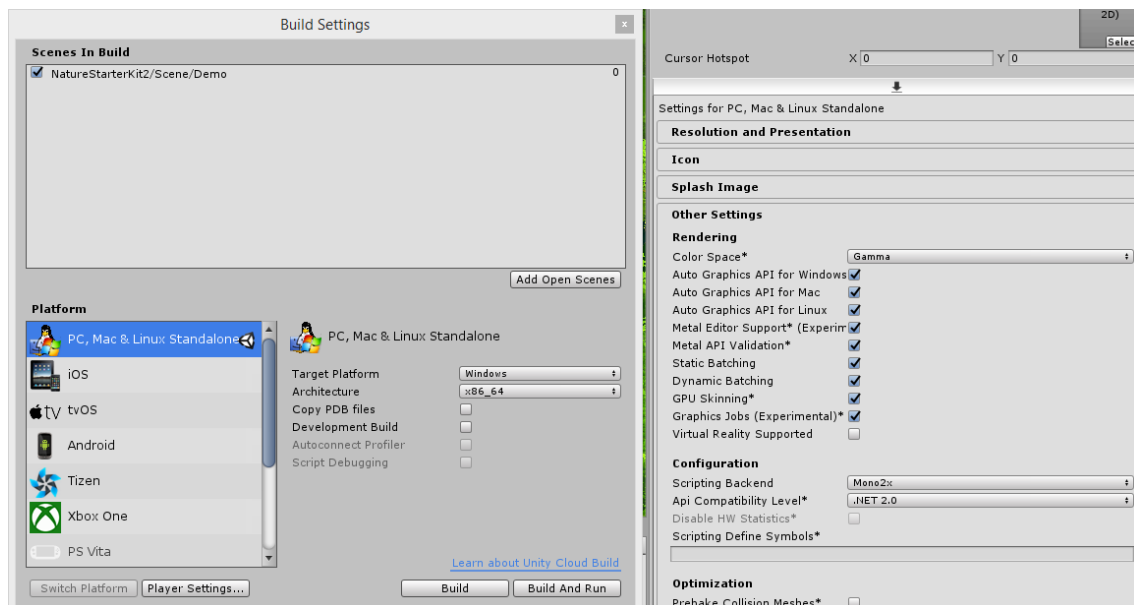 Build Settings
x
Scenes In Build
NatureStarterKit2/Scene/Demo 0
Add Open Scenes
Platform
PC, Mac & Linux Standalone
iOS
tv tvOS
Android
Tizen
Xbox One
PS Vita
PC, Mac & Linux Standalone
Target Platform Windows
Architecture x86_64
Copy PDB files
Development Build
Autoconnect Profiler
Script Debugging
Learn about Unity Cloud Build
Switch Platform Player Settings... Build Build And Run
2D)
Selec
Cursor Hotspot X 0 Y 0
Settings for PC, Mac & Linux Standalone
Resolution and Presentation
Icon
Splash Image
Other Settings
Rendering
Color Space* Gamma
Auto Graphics API for Windows
Auto Graphics API for Mac
Auto Graphics API for Linux
Metal Editor Support* (Experim
Metal API Validation*
Static Batching
Dynamic Batching
GPU Skinning*
Graphics Jobs (Experimental)*
Virtual Reality Supported
Configuration
Scripting Backend Mono2x
Api Compatibility Level* .NET 2.0
Disable HW Statistics*
Scripting Define Symbols*
Optimization
Prebake Collision Meshes*